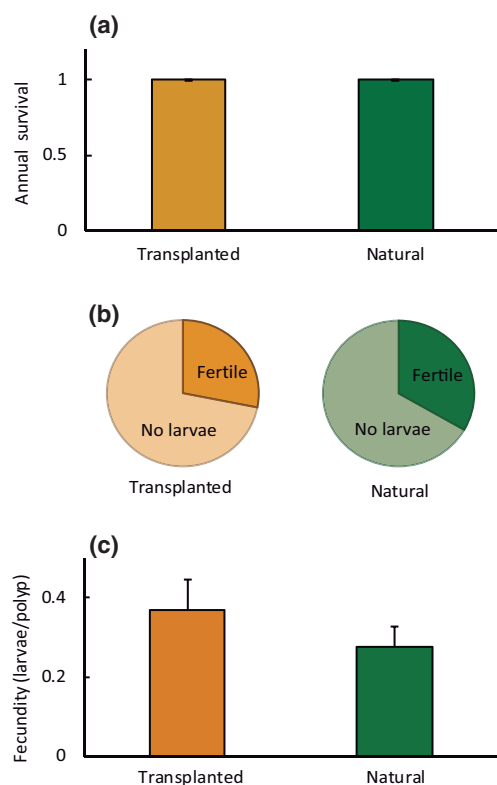 (a)
Annual survival
1
0.5
0
Transplanted Natural
(b)
Fertile Fertile
No larvae No larvae
Transplanted Natural
(c)
Fecundity (larvae/polyp)
0.4
0.2
0
Transplanted Natural